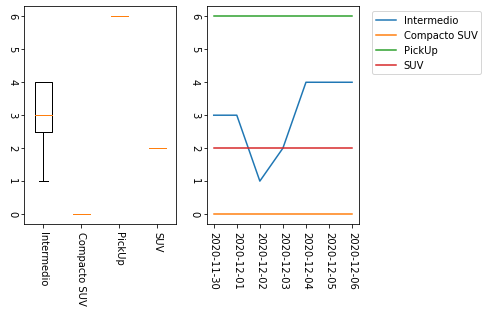 6
5
4
3
2
1
0
Intermedio
Compacto SUV
PickUp
SUV
6
5
4
3
2
1
0
2020-11-30
2020-12-01
2020-12-02
2020-12-03
2020-12-04
2020-12-05
2020-12-06
Intermedio
Compacto SUV
PickUp
SUV